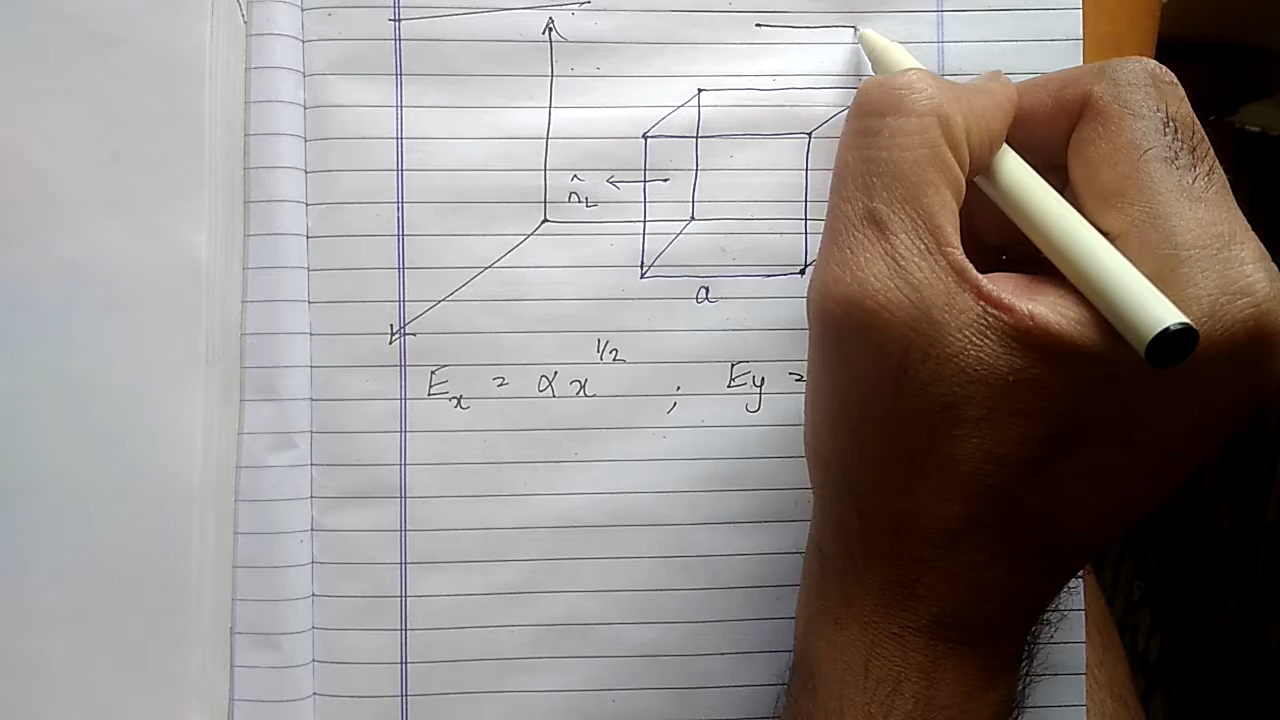 n̂L
a
Ex = αx^1/2 ; Ey =